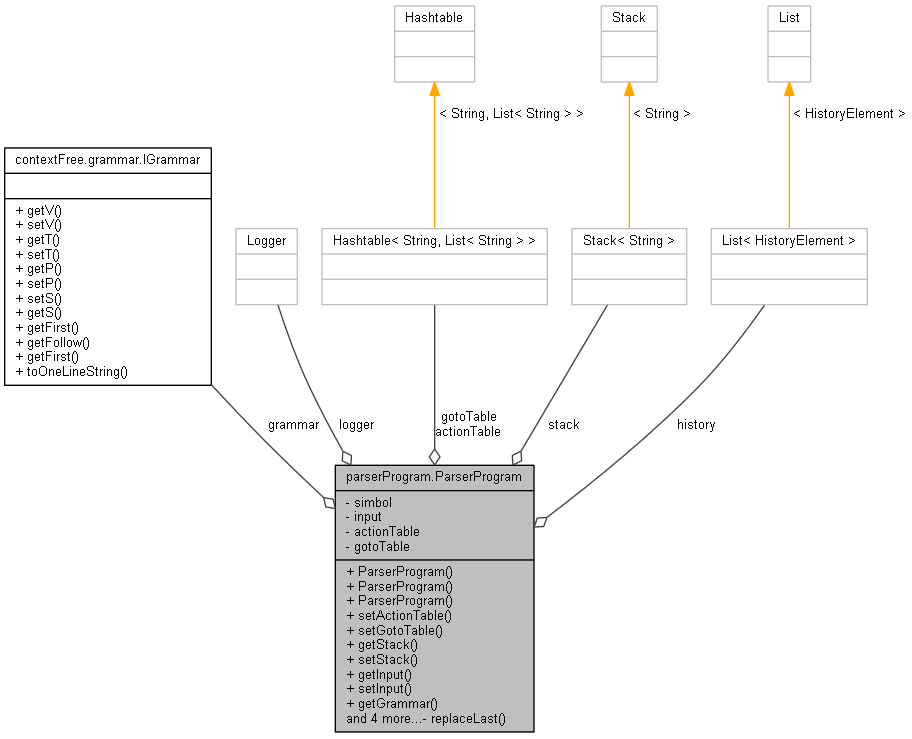 Hashtable
Stack
List
< String, List< String > >
< String >
< HistoryElement >
contextFree.grammar.IGrammar
+ getV()
+ setV()
+ getT()
+ setT()
+ getP()
+ setP()
+ setS()
+ getS()
+ getFirst()
+ getFollow()
+ getFirst()
+ toOneLineString()
Logger
Hashtable< String, List< String > >
Stack< String >
List< HistoryElement >
grammar
logger
gotoTable
actionTable
stack
history
parserProgram.ParserProgram
- simbol
- input
- actionTable
- gotoTable
+ ParserProgram()
+ ParserProgram()
+ ParserProgram()
+ setActionTable()
+ setGotoTable()
+ getStack()
+ setStack()
+ getInput()
+ setInput()
+ getGrammar()
and 4 more...- replaceLast()